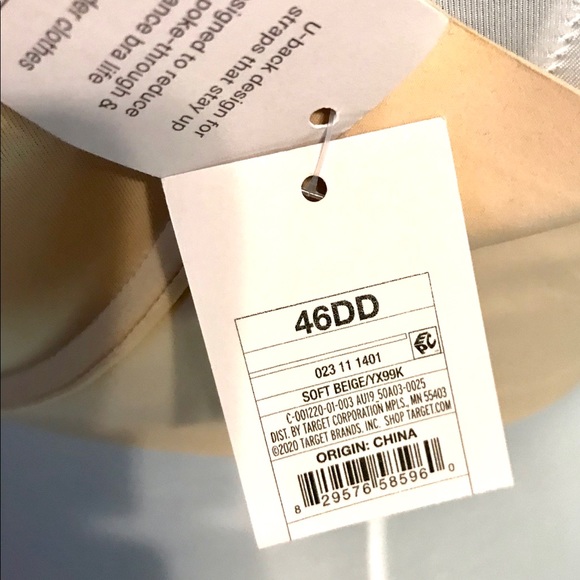 U-back design for
straps that stay up
signed to reduce
poke-through &
ance bra life
der clothes
46DD
EPC
023 11 1401
SOFT BEIGE/YX99K
C-001220-01-003 AU19 50A03-0025
DIST. BY TARGET CORPORATION MPLS., MN 55403
©2020 TARGET BRANDS, INC. SHOP TARGET.COM
ORIGIN: CHINA
8 29576 58596 0